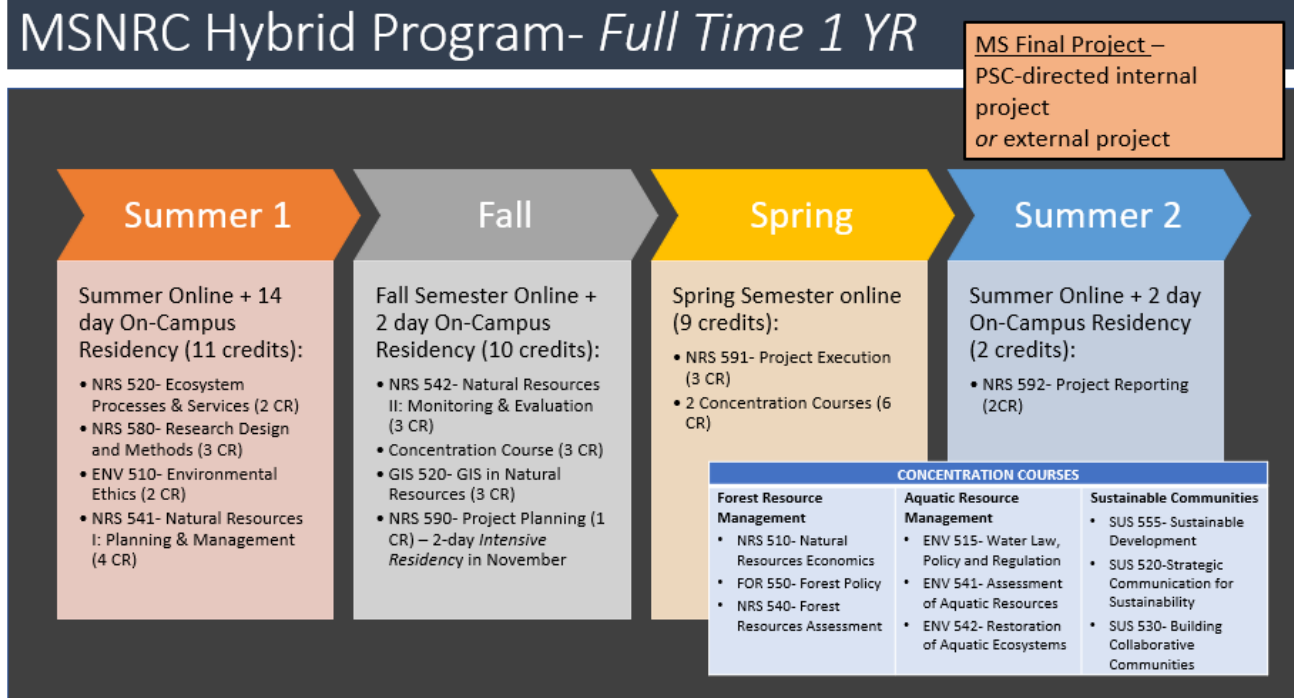 MSNRC Hybrid Program- Full Time 1 YR
MS Final Project –
PSC-directed internal
project
or external project
Summer 1
Summer Online + 14
day On-Campus
Residency (11 credits):
• NRS 520- Ecosystem
Processes & Services (2 CR)
• NRS 580- Research Design
and Methods (3 CR)
• ENV 510- Environmental
Ethics (2 CR)
• NRS 541- Natural Resources
I: Planning & Management
(4 CR)
Fall
Fall Semester Online +
2 day On-Campus
Residency (10 credits):
• NRS 542- Natural Resources
II: Monitoring & Evaluation
(3 CR)
• Concentration Course (3 CR)
• GIS 520- GIS in Natural
Resources (3 CR)
• NRS 590- Project Planning (1
CR) – 2-day Intensive
Residency in November
Spring
Spring Semester online
(9 credits):
• NRS 591- Project Execution
(3 CR)
• 2 Concentration Courses (6
CR)
Summer 2
Summer Online + 2 day
On-Campus Residency
(2 credits):
• NRS 592- Project Reporting
(2CR)
CONCENTRATION COURSES
Forest Resource
Management
• NRS 510- Natural
Resources Economics
• FOR 550- Forest Policy
• NRS 540- Forest
Resources Assessment
Aquatic Resource
Management
• ENV 515- Water Law,
Policy and Regulation
• ENV 541- Assessment
of Aquatic Resources
• ENV 542- Restoration
of Aquatic Ecosystems
Sustainable Communities
• SUS 555- Sustainable
Development
• SUS 520-Strategic
Communication for
Sustainability
• SUS 530- Building
Collaborative
Communities